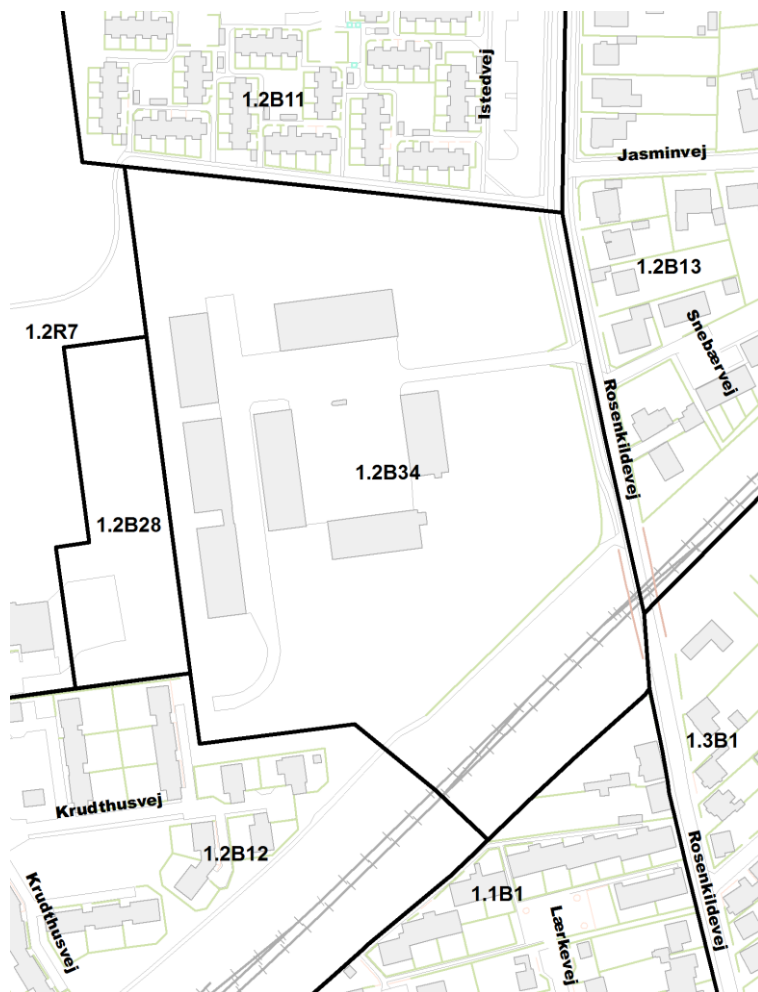 1.2B11
Istedvej
Jasminvej
1.2B13
1.2R7
Snebærvej
Rosenkildevej
1.2B34
1.2B28
1.3B1
Krudthusvej
1.2B12
Krudthusvej
1.1B1
Rosenkildevej
Lærkevej